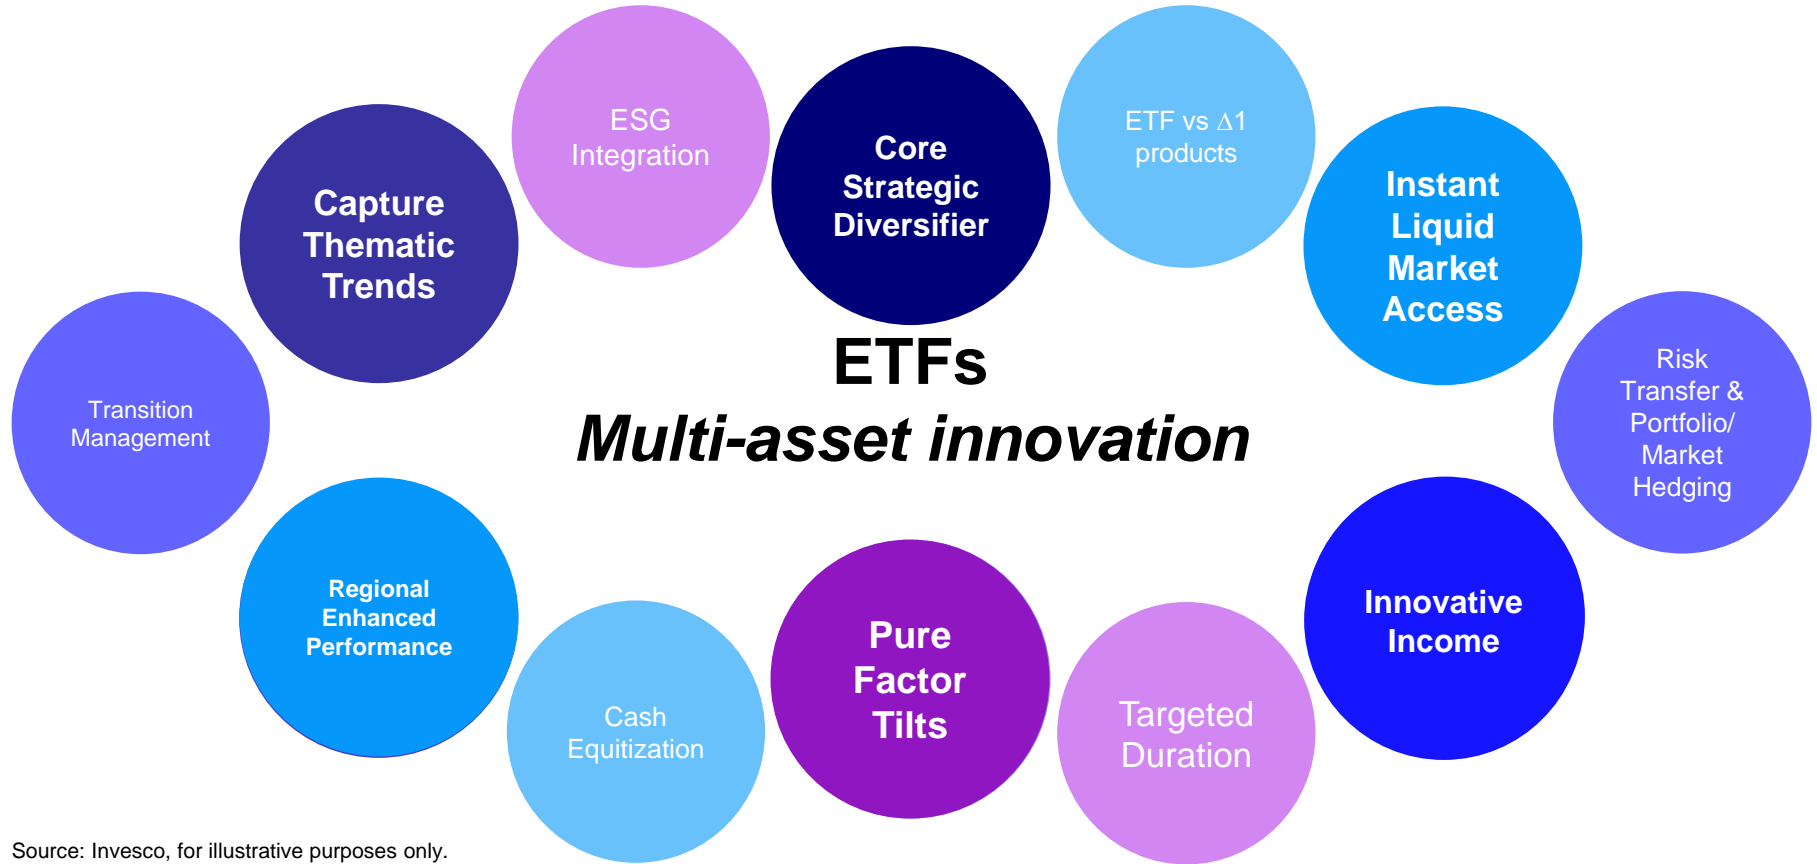 ESG
Integration
Core
Strategic
Diversifier
ETF vs Δ1
products
Capture
Thematic
Trends
Instant
Liquid
Market
Access
ETFs
Multi-asset innovation
Transition
Management
Risk
Transfer &
Portfolio/
Market
Hedging
Regional
Enhanced
Performance
Cash
Equitization
Pure
Factor
Tilts
Targeted
Duration
Innovative
Income
Source: Invesco, for illustrative purposes only.